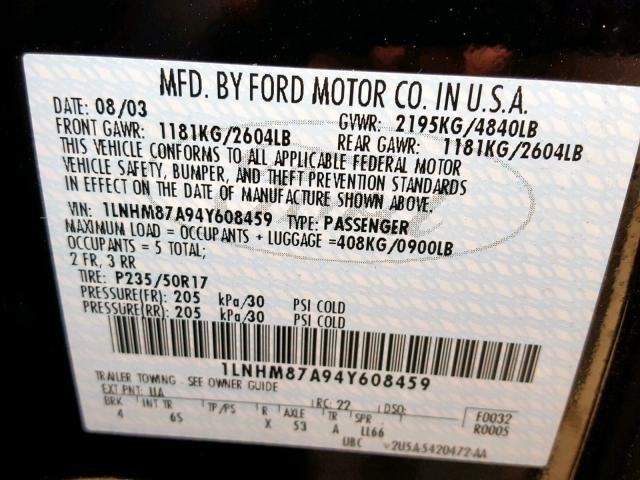 MFD. BY FORD MOTOR CO. IN U.S.A.
DATE: 08/03 GVWR: 2195KG/4840LB
FRONT GAWR: 1181KG/2604LB REAR GAWR: 1181KG/2604LB
THIS VEHICLE CONFORMS TO ALL APPLICABLE FEDERAL MOTOR
VEHICLE SAFETY, BUMPER, AND THEFT PREVENTION STANDARDS
IN EFFECT ON THE DATE OF MANUFACTURE SHOWN ABOVE.
VIN: 1LNHM87A94Y608459 TYPE: PASSENGER
MAXIMUM LOAD = OCCUPANTS + LUGGAGE =408KG/0900LB
OCCUPANTS = 5 TOTAL;
2 FR, 3 RR
TIRE: P235/50R17
PRESSURE(FR): 205 kPa/30 PSI COLD
PRESSURE(RR): 205 kPa/30 PSI COLD
1LNHM87A94Y608459
TRAILER TOWING - SEE OWNER GUIDE
EXT PNT: UA RC: 22 DSO:
BRK INT TR TP/PS R AXLE TR SPR F0032
4 65 X 53 A LL66 R0005
UBC 2U5A-5420472-AA